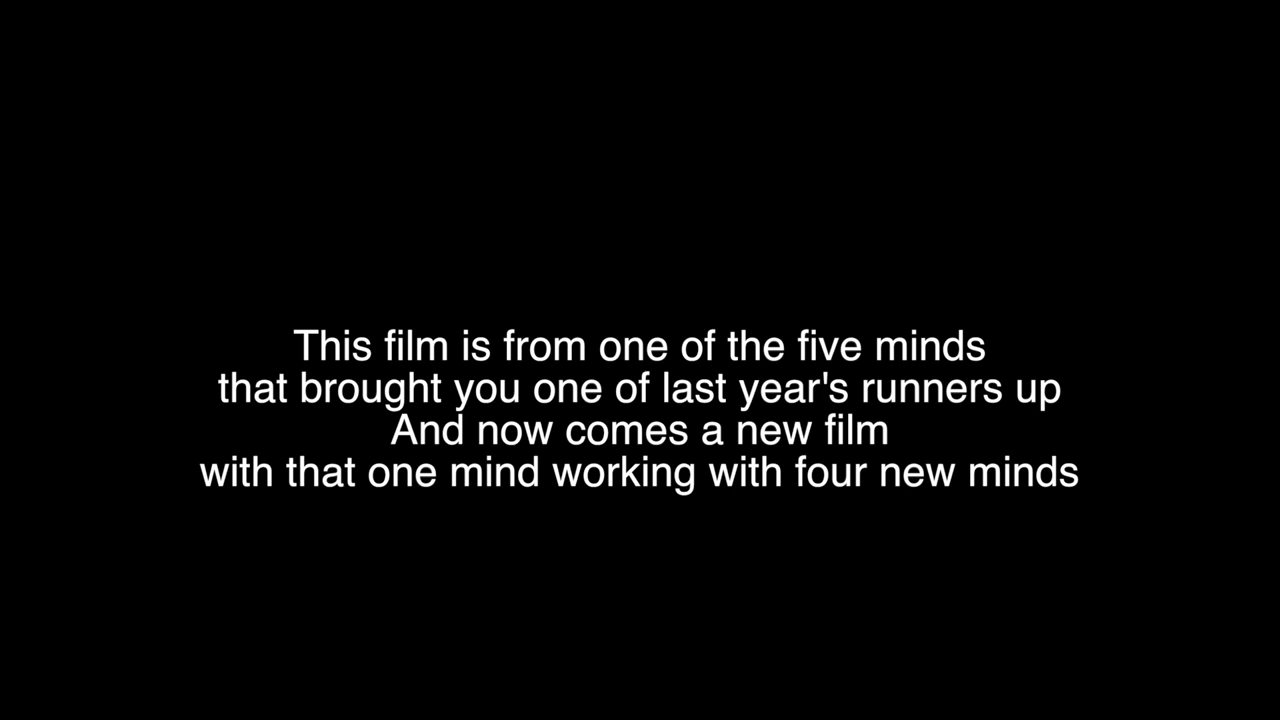 This film is from one of the five minds
that brought you one of last year's runners up
And now comes a new film
with that one mind working with four new minds